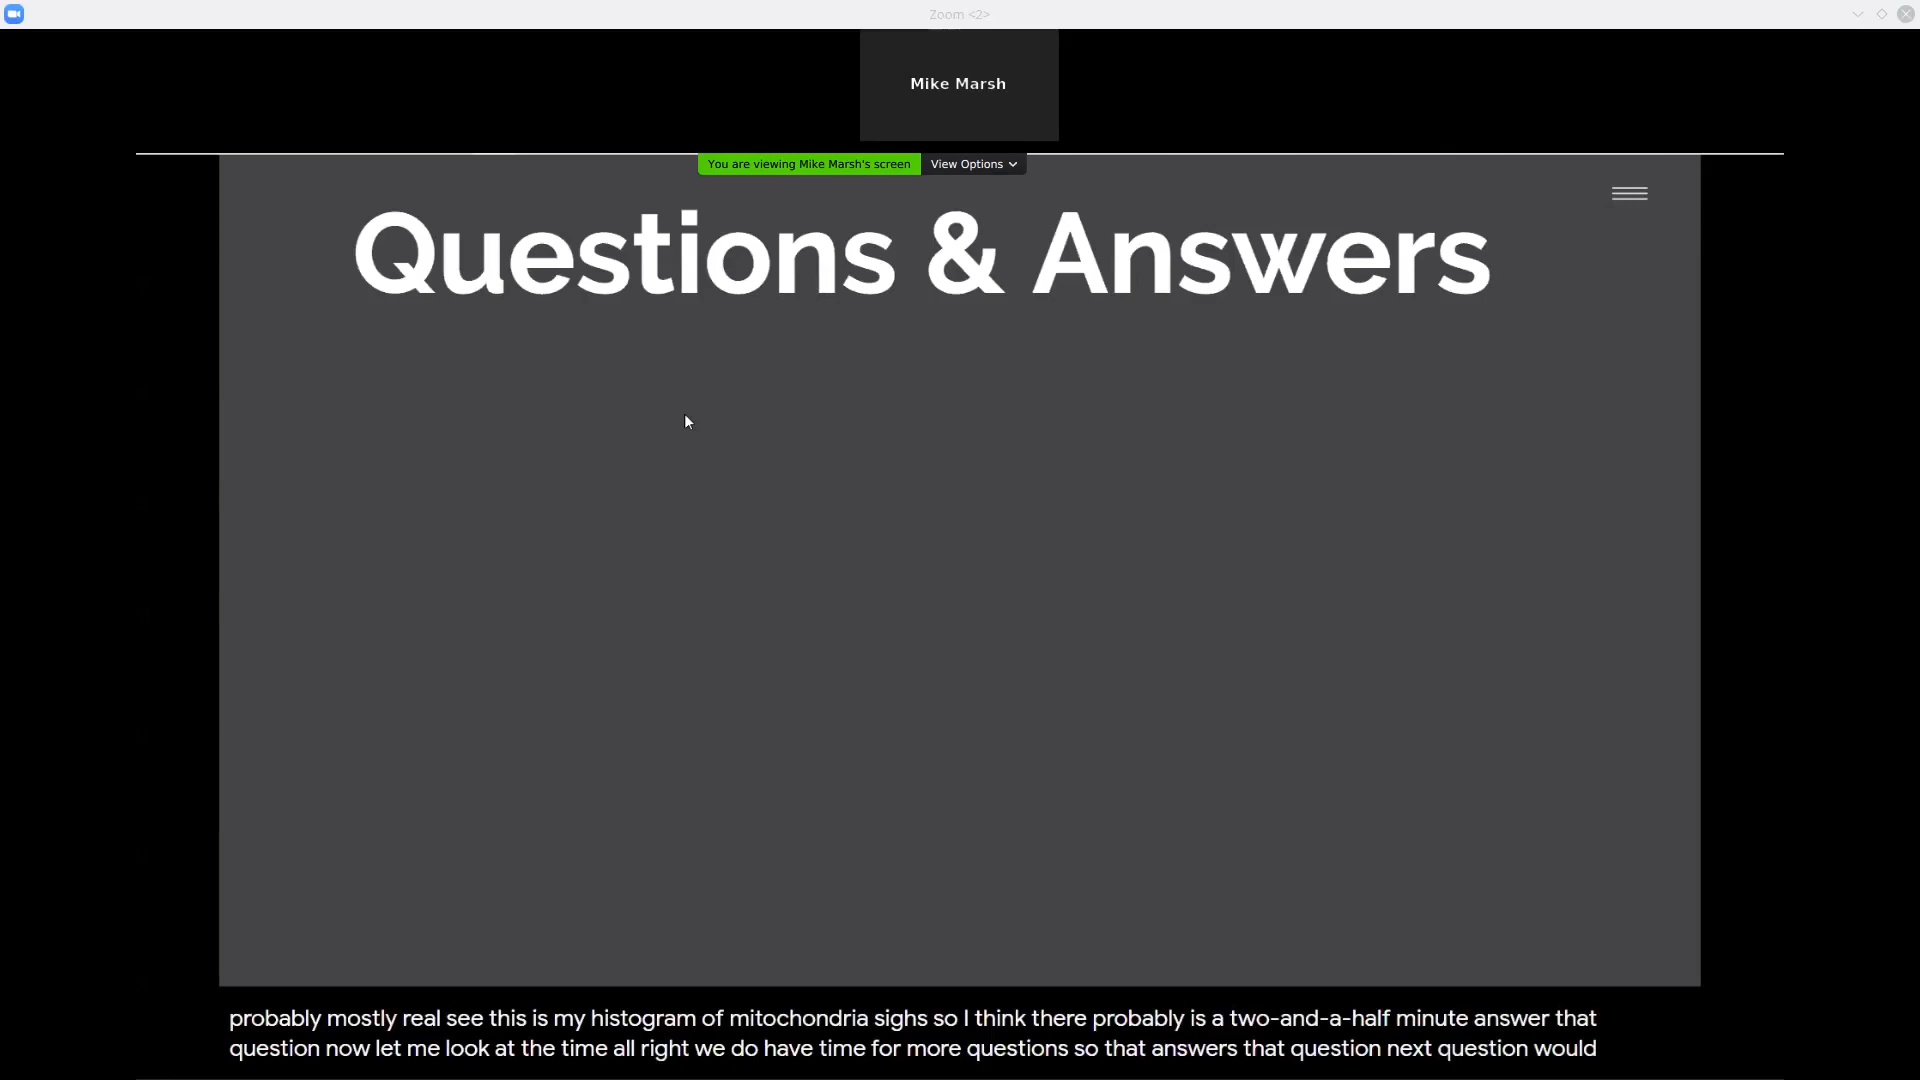 Zoom <2>
Mike Marsh
You are viewing Mike Marsh's screen View Options
Questions & Answers
probably mostly real see this is my histogram of mitochondria sighs so I think there probably is a two-and-a-half minute answer that
question now let me look at the time all right we do have time for more questions so that answers that question next question would